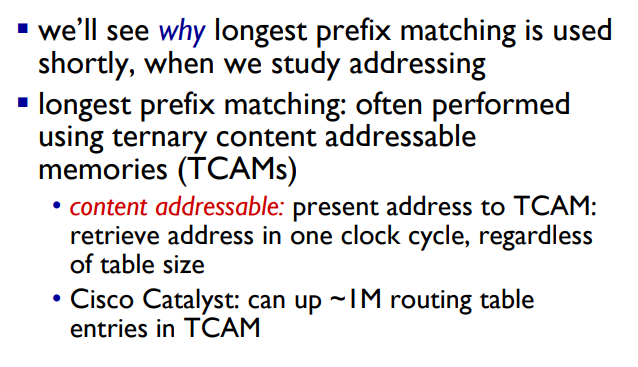 ▪ we'll see why longest prefix matching is used
shortly, when we study addressing
▪ longest prefix matching: often performed
using ternary content addressable
memories (TCAMs)
• content addressable: present address to TCAM:
retrieve address in one clock cycle, regardless
of table size
• Cisco Catalyst: can up ~1M routing table
entries in TCAM